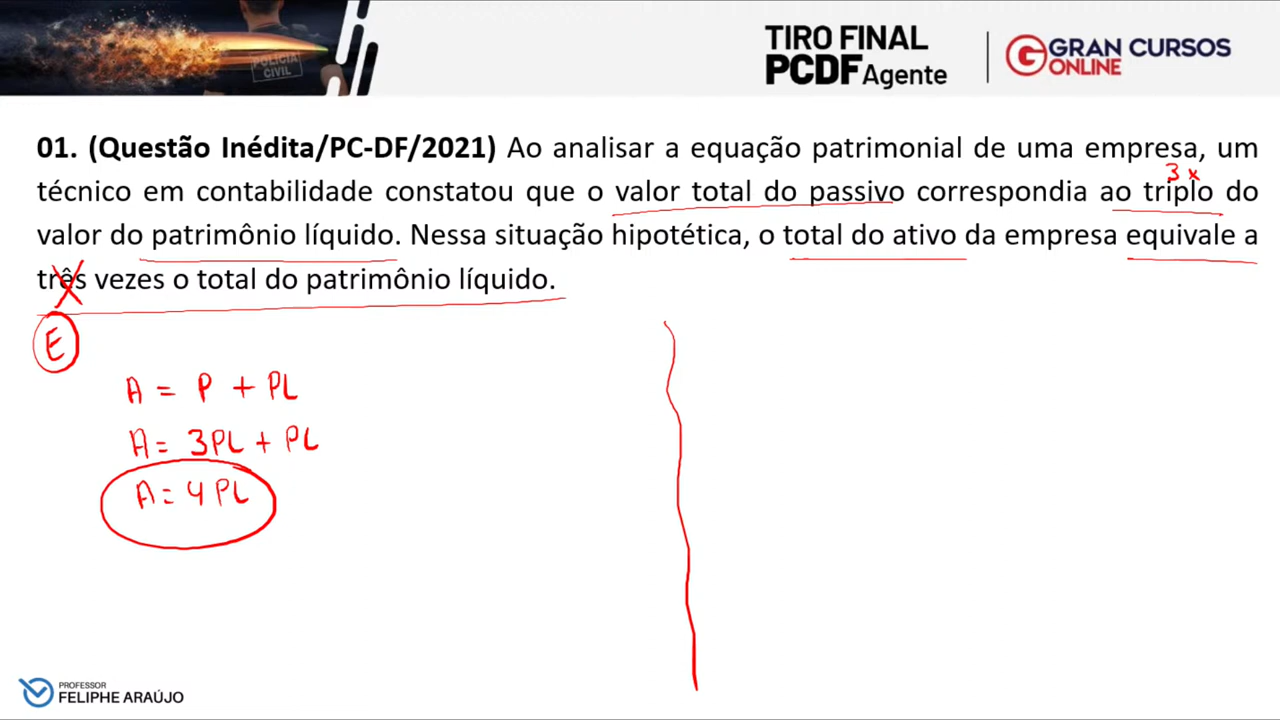 POLÍCIA
CIVIL
TIRO FINAL
PCDF Agente
GRAN CURSOS
ONLINE
01. (Questão Inédita/PC-DF/2021) Ao analisar a equação patrimonial de uma empresa, um
3x
técnico em contabilidade constatou que o valor total do passivo correspondia ao triplo do
valor do patrimônio líquido. Nessa situação hipotética, o total do ativo da empresa equivale a
três vezes o total do patrimônio líquido.
E
A = P + PL
A = 3PL + PL
A = 4PL
PROFESSOR
FELIPHE ARAÚJO